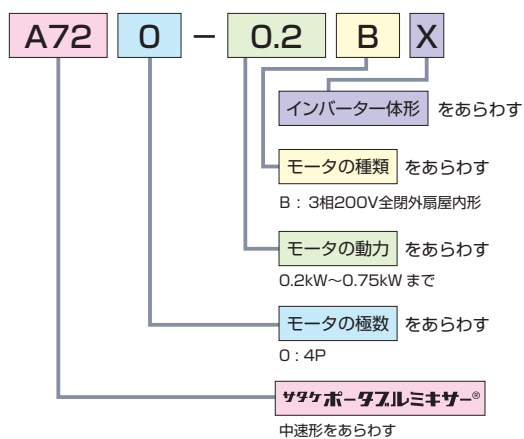 A72 0 － 0.2 B X
インバーター体形 をあらわす
モータの種類 をあらわす
B : 3相200V全閉外扇屋内形
モータの動力 をあらわす
0.2kW〜0.75kW まで
モータの極数 をあらわす
0 : 4P
サタケポータブルミキサー®
中速形をあらわす